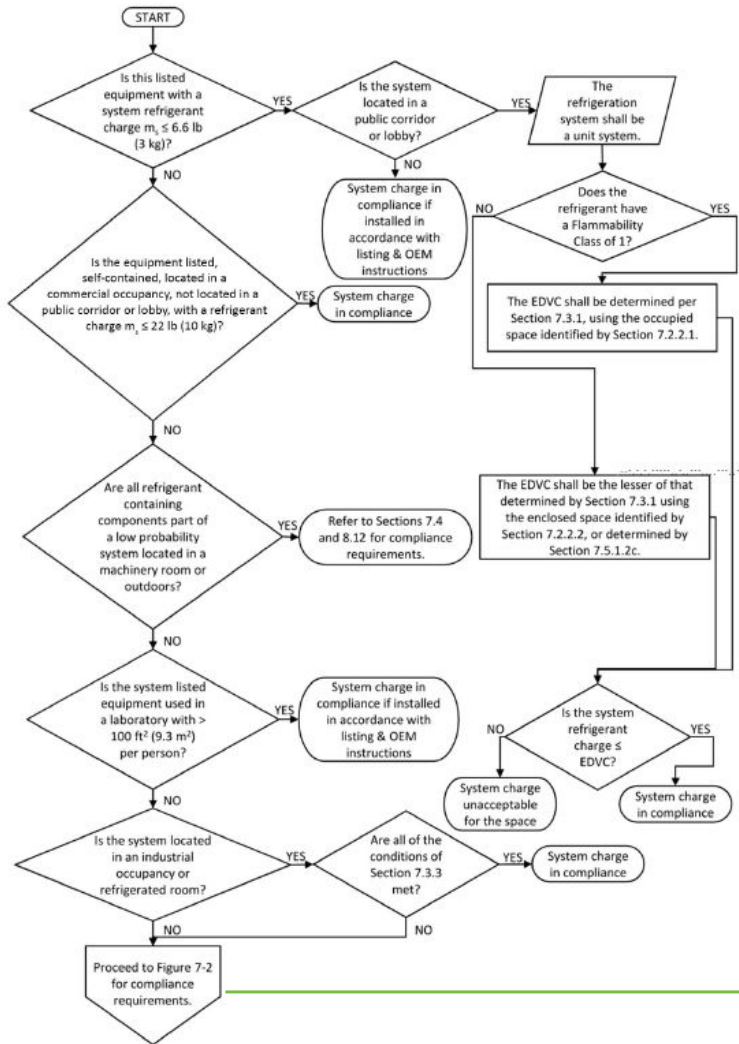 START
Is this listed
equipment with a
system refrigerant
charge ms ≤ 6.6 lb
(3 kg)?
YES
Is the system
located in a
public corridor
or lobby?
YES
The
refrigeration
system shall be
a unit system.
NO
NO
System charge in
compliance if
installed in
accordance with
listing & OEM
instructions
NO
Does the
refrigerant have
a Flammability
Class of 1?
YES
Is the equipment listed,
self-contained, located in a
commercial occupancy, not located in a
public corridor or lobby, with a refrigerant
charge ms ≤ 22 lb (10 kg)?
YES
System charge
in compliance
The EDVC shall be determined per
Section 7.3.1, using the occupied
space identified by Section 7.2.2.1.
NO
Are all refrigerant
containing
components part of
a low probability
system located in a
machinery room or
outdoors?
YES
Refer to Sections 7.4
and 8.12 for compliance
requirements.
The EDVC shall be the lesser of that
determined by Section 7.3.1 using
the enclosed space identified by
Section 7.2.2.2, or determined by
Section 7.5.1.2c.
NO
Is the system listed
equipment used in
a laboratory with >
100 ft² (9.3 m²)
per person?
YES
System charge in
compliance if installed
in accordance with
listing & OEM
instructions
NO
Is the system
refrigerant
charge ≤
EDVC?
YES
System charge
unacceptable
for the space
System charge
in compliance
NO
Is the system located
in an industrial
occupancy or
refrigerated room?
YES
Are all of the
conditions of
Section 7.3.3
met?
YES
System charge
in compliance
NO
NO
Proceed to Figure 7-2
for compliance
requirements.